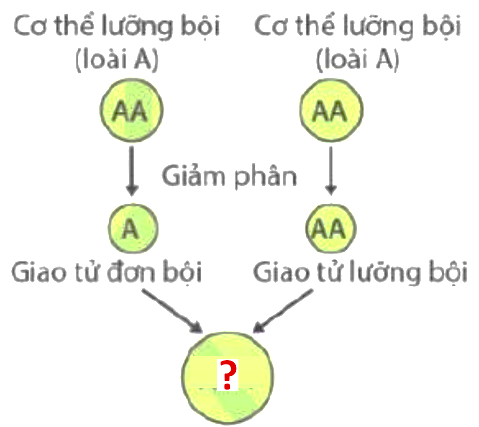 Cơ thể lưỡng bội
(loài A)
Cơ thể lưỡng bội
(loài A)
AA
AA
Giảm phân
A
AA
Giao tử đơn bội
Giao tử lưỡng bội
?